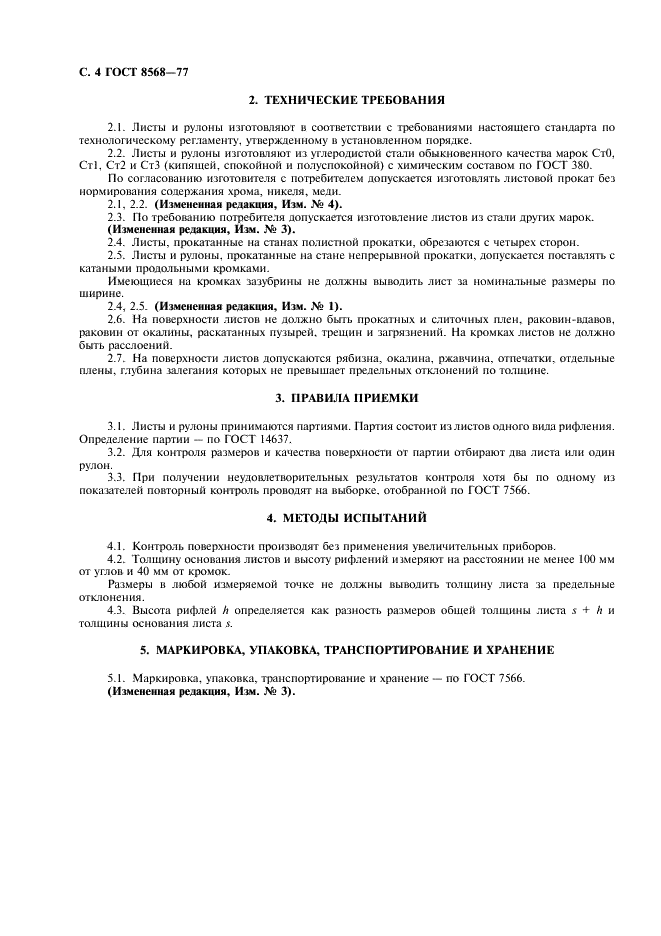 С. 4 ГОСТ 8568—77
2. ТЕХНИЧЕСКИЕ ТРЕБОВАНИЯ
2.1. Листы и рулоны изготовляют в соответствии с требованиями настоящего стандарта по
технологическому регламенту, утвержденному в установленном порядке.
2.2. Листы и рулоны изготовляют из углеродистой стали обыкновенного качества марок Ст0,
Ст1, Ст2 и Ст3 (кипящей, спокойной и полуспокойной) с химическим составом по ГОСТ 380.
По согласованию изготовителя с потребителем допускается изготовлять листовой прокат без
нормирования содержания хрома, никеля, меди.
2.1, 2.2. (Измененная редакция, Изм. № 4).
2.3. По требованию потребителя допускается изготовление листов из стали других марок.
(Измененная редакция, Изм. № 3).
2.4. Листы, прокатанные на станах полистной прокатки, обрезаются с четырех сторон.
2.5. Листы и рулоны, прокатанные на стане непрерывной прокатки, допускается поставлять с
катаными продольными кромками.
Имеющиеся на кромках зазубрины не должны выводить лист за номинальные размеры по
ширине.
2.4, 2.5. (Измененная редакция, Изм. № 1).
2.6. На поверхности листов не должно быть прокатных и слиточных плен, раковин-вдавов,
раковин от окалины, раскатанных пузырей, трещин и загрязнений. На кромках листов не должно
быть расслоений.
2.7. На поверхности листов допускаются рябизна, окалина, ржавчина, отпечатки, отдельные
плены, глубина залегания которых не превышает предельных отклонений по толщине.
3. ПРАВИЛА ПРИЕМКИ
3.1. Листы и рулоны принимаются партиями. Партия состоит из листов одного вида рифления.
Определение партии — по ГОСТ 14637.
3.2. Для контроля размеров и качества поверхности от партии отбирают два листа или один
рулон.
3.3. При получении неудовлетворительных результатов контроля хотя бы по одному из
показателей повторный контроль проводят на выборке, отобранной по ГОСТ 7566.
4. МЕТОДЫ ИСПЫТАНИЙ
4.1. Контроль поверхности производят без применения увеличительных приборов.
4.2. Толщину основания листов и высоту рифлений измеряют на расстоянии не менее 100 мм
от углов и 40 мм от кромок.
Размеры в любой измеряемой точке не должны выводить толщину листа за предельные
отклонения.
4.3. Высота рифлей h определяется как разность размеров общей толщины листа s + h и
толщины основания листа s.
5. МАРКИРОВКА, УПАКОВКА, ТРАНСПОРТИРОВАНИЕ И ХРАНЕНИЕ
5.1. Маркировка, упаковка, транспортирование и хранение — по ГОСТ 7566.
(Измененная редакция, Изм. № 3).